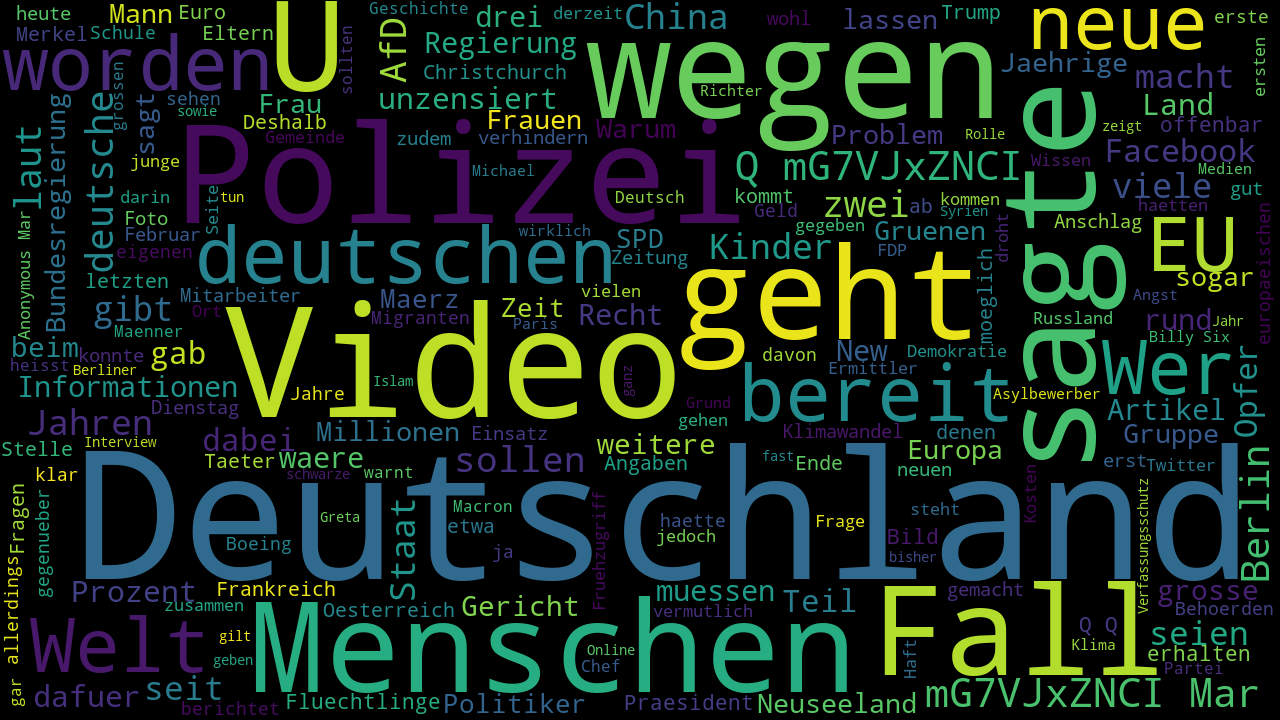 heute
Mann
Euro
Geschichte
drei
derzeit
China
wohl
lassen
Trump
neue
erste
Merkel
Schule
Eltern
U
AfD
Regierung
wegen
worden
sollten
Christchurch
Jaehrige
macht
ersten
grossen
sehen
sowie
Frau
unzensiert
Richter
Land
Deshalb
Frauen
sagt
Gemeinde
zudem
verhindern
Warum
Problem
Rolle
zeigt
offenbar
laut
deutsche
Bundesregierung
junge
Polizei
Michael
Q mG7VJxZNCI
sagte
Wissen
Facebook
Medien
darin
seite
tun
Deutsch
kommt
Geld
zwei
ab
kommen
Syrien
viele
haetten
gut
Foto
Februar
eigenen
deutschen
wirklich
SPD
Zeitung
gegeben
Kinder
FDP
Gruenen
droht
Anschlag
EU
sogar
europaeischen
Anonymous Mar
letzten
Mitarbeiter
Ort
gibt
Maenner
Maerz
Migranten
Zeit
Paris
vielen
Recht
geht
moeglich
Angst
Russland
rund
Jahr
Billy Six
beim
heisst
konnte
Berliner
gab
Video
davon
New
Ermittler
Demokratie
Wer
Opfer
Informationen
Jahre
Islam
ganz
bereit
Asylbewerber
Artikel
Dienstag
Grund
gehen
Jahren
Stelle
Interview
dabei
Millionen
Einsatz
weitere
Klimawandel
denen
Gruppe
Berlin
klar
Taeter
waere
schwarze
warnt
sollen
Angaben
fast
Ende
Europa
neuen
erst
Twitter
Fragen
gegenueber
Deutschland
Greta
Boeing
Staat
Macron
etwa
ja
Fruehzugriff
haette
jedoch
Frage
Bild
bisher
steht
Kosten
Verfassungsschutz
gar allerdings
Prozent
zusammen
Frankreich
Oesterreich
Gericht
muessen
vermutlich
Teil
Fall
gemacht
grosse
Behoerden
Welt
gilt
geben
Menschen
Online
Chef
Haft
Q Q
Klima
seien
erhalten
Partei
dafuer
seit
berichtet
Fluechtlinge
Politiker
Praesident
Neuseeland
mG7VJxZNCI Mar